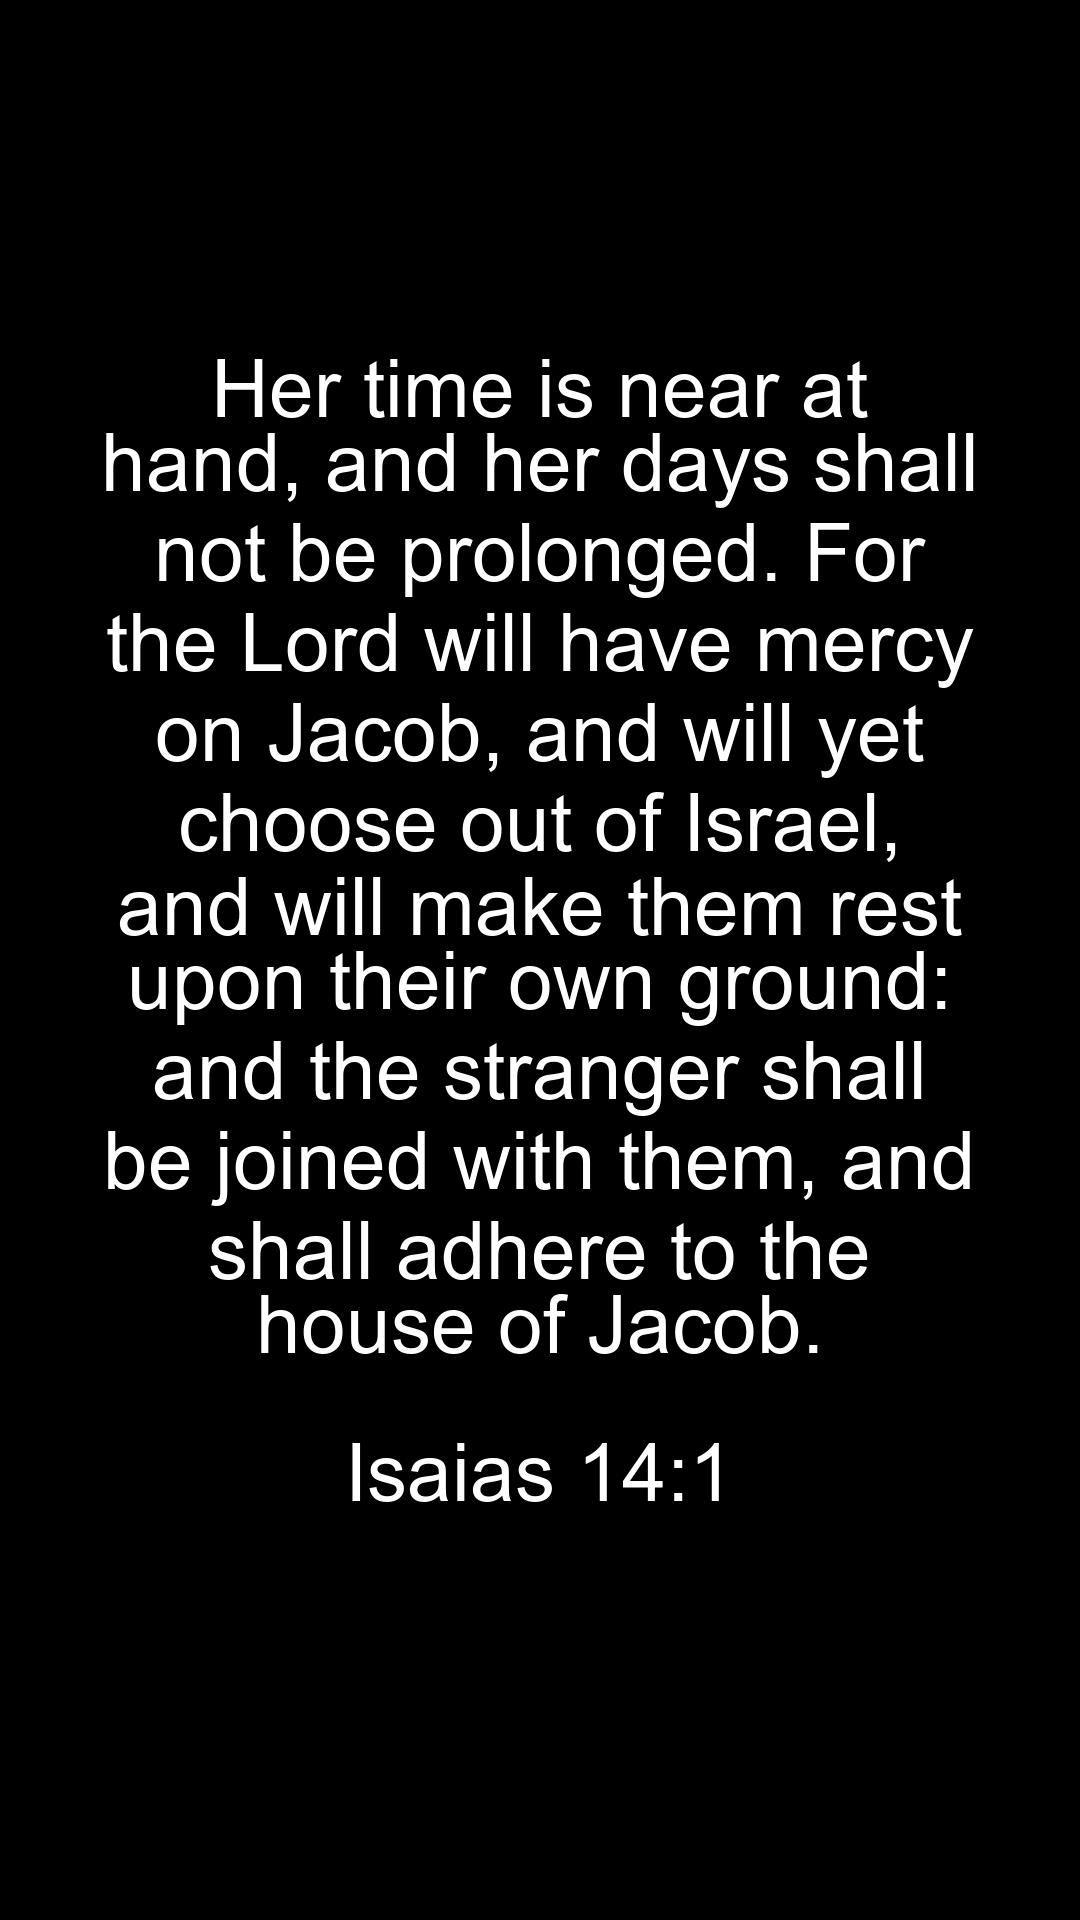 Her time is near at
hand, and her days shall
not be prolonged. For
the Lord will have mercy
on Jacob, and will yet
choose out of Israel,
and will make them rest
upon their own ground:
and the stranger shall
be joined with them, and
shall adhere to the
house of Jacob.
Isaias 14:1